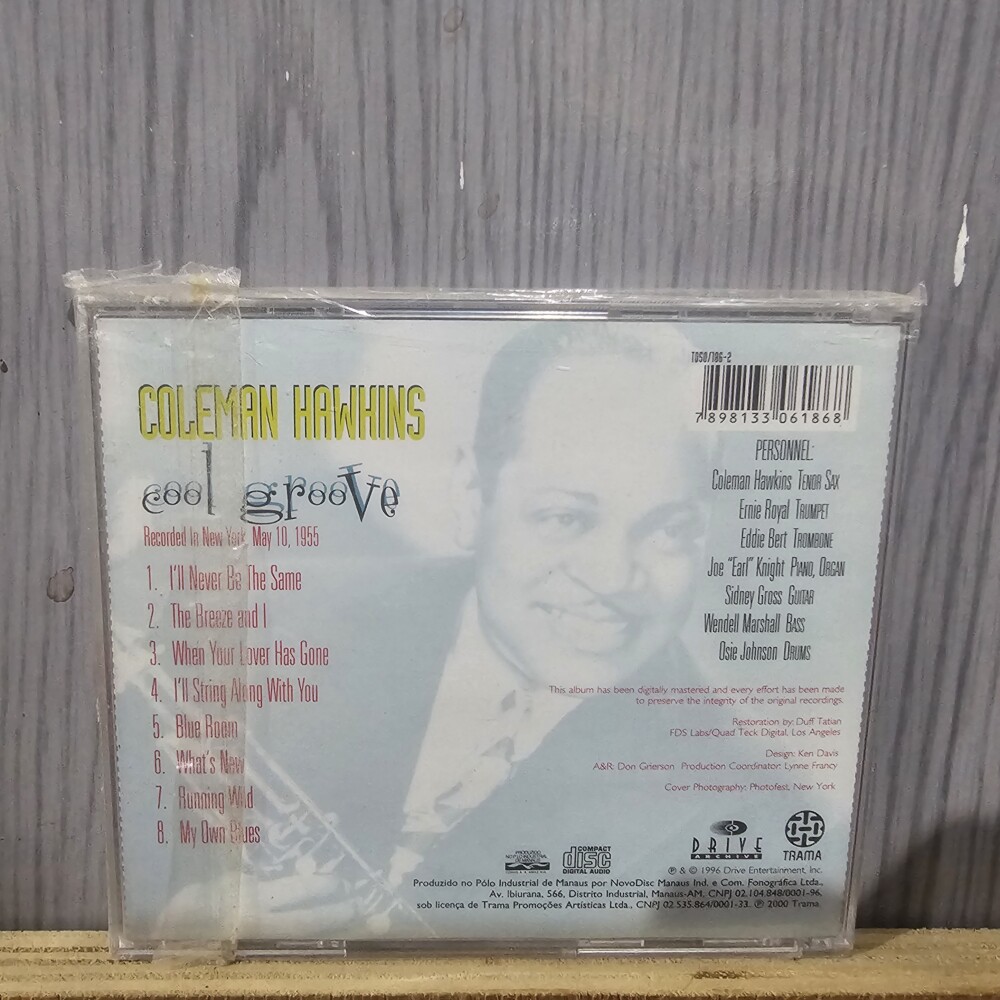 COLEMAN HAWKINS
cool groove
Recorded In New York, May 10, 1955
1. I'll Never Be The Same
2. The Breeze and I
3. When Your Lover Has Gone
4. I'll String Along With You
5. Blue Room
6. What's New
7. Running Wild
8. My Own Blues
TD50/706-2
7898133 061868
PERSONNEL:
Coleman Hawkins TENOR SAX
Ernie Royal TRUMPET
Eddie Bert TROMBONE
Joe "Earl" Knight PIANO, ORGAN
Sidney Gross GUITAR
Wendell Marshall BASS
Osie Johnson DRUMS
This album has been digitally mastered and every effort has been made
to preserve the integrity of the original recordings.
Restoration by: Duff Tatian
FDS Labs/Quad Teck Digital, Los Angeles
Design: Ken Davis
A&R: Don Grierson Production Coordinator: Lynne Francy
Cover Photography: Photofest, New York
COMPACT
disc
DIGITAL AUDIO
DRIVE
ARCHIVE
TRAMA
℗ & © 1996 Drive Entertainment, Inc.
Produzido no Pólo Industrial de Manaus por NovoDisc Manaus Ind. e Com. Fonográfica Ltda.,
Av. Ibiurana, 566, Distrito Industrial, Manaus-AM, CNPJ 02.104.848/0001-96,
sob licença de Trama Promoções Artísticas Ltda., CNPJ 02.535.864/0001-33. ℗ 2000 Trama.